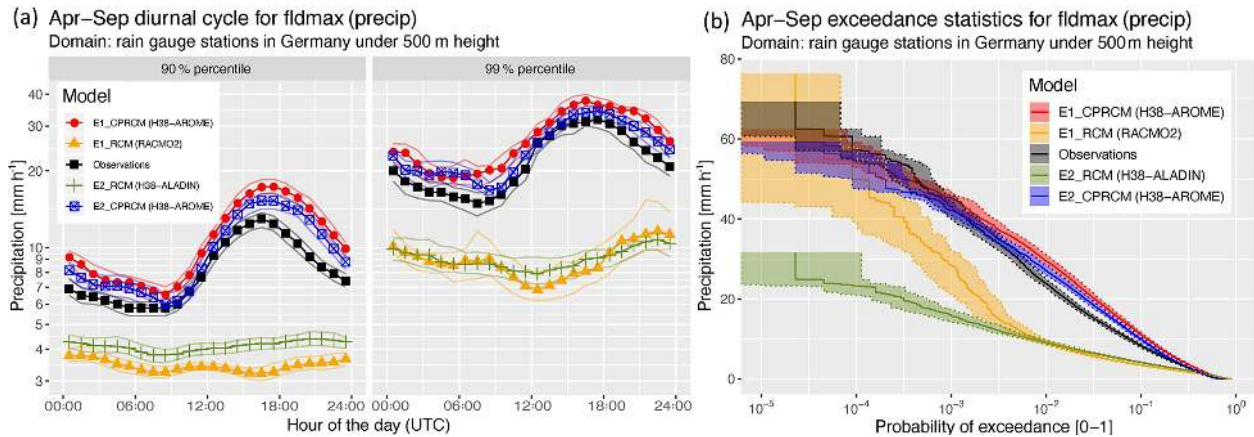 (a) Apr-Sep diurnal cycle for fldmax (precip)
Domain: rain gauge stations in Germany under 500 m height
90 % percentile
99 % percentile
Model
E1_CPRCM (H38-AROME)
E1_RCM (RACMO2)
Observations
E2_RCM (H38-ALADIN)
E2_CPRCM (H38-AROME)
Precipitation [mm h⁻¹]
40
30
20
10
9
8
7
6
5
4
3
00:00 06:00 12:00 18:00 24:00
00:00 06:00 12:00 18:00 24:00
Hour of the day (UTC)
(b) Apr-Sep exceedance statistics for fldmax (precip)
Domain: rain gauge stations in Germany under 500 m height
Model
E1_CPRCM (H38-AROME)
E1_RCM (RACMO2)
Observations
E2_RCM (H38-ALADIN)
E2_CPRCM (H38-AROME)
Precipitation [mm h⁻¹]
80
60
40
20
0
10⁻⁵ 10⁻⁴ 10⁻³ 10⁻² 10⁻¹ 10⁰
Probability of exceedance [0-1]